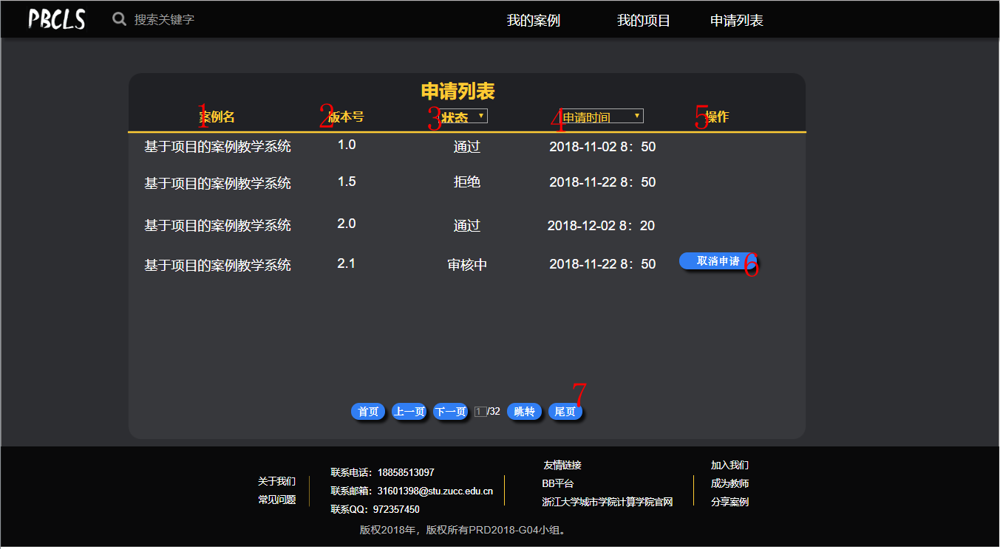 PBCLS 搜索关键字 我的案例 我的项目 申请列表
申请列表
1 案例名 2 版本号 3 状态 4 申请时间 5 操作
基于项目的案例教学系统 1.0 通过 2018-11-02 8：50
基于项目的案例教学系统 1.5 拒绝 2018-11-22 8：50
基于项目的案例教学系统 2.0 通过 2018-12-02 8：20
基于项目的案例教学系统 2.1 审核中 2018-11-22 8：50 取消申请 6
7
首页 上一页 下一页 1 /32 跳转 尾页
关于我们
常见问题
联系电话：18858513097
联系邮箱：31601398@stu.zucc.edu.cn
联系QQ：972357450
友情链接
BB平台
浙江大学城市学院计算学院官网
加入我们
成为教师
分享案例
版权2018年，版权所有PRD2018-G04小组。